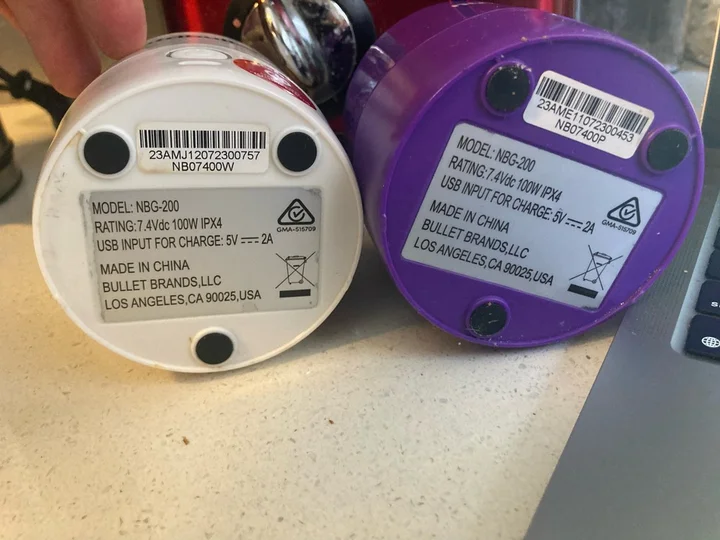 23AMJ12072300757
NB07400W
MODEL: NBG-200
RATING:7.4Vdc 100W IPX4
USB INPUT FOR CHARGE: 5V ⎓ 2A
GMA-515709
MADE IN CHINA
BULLET BRANDS,LLC
LOS ANGELES,CA 90025,USA
23AME11072300453
NB07400P
MODEL: NBG-200
RATING:7.4Vdc 100W IPX4
USB INPUT FOR CHARGE: 5V ⎓ 2A
GMA-515709
MADE IN CHINA
BULLET BRANDS,LLC
LOS ANGELES,CA 90025,USA